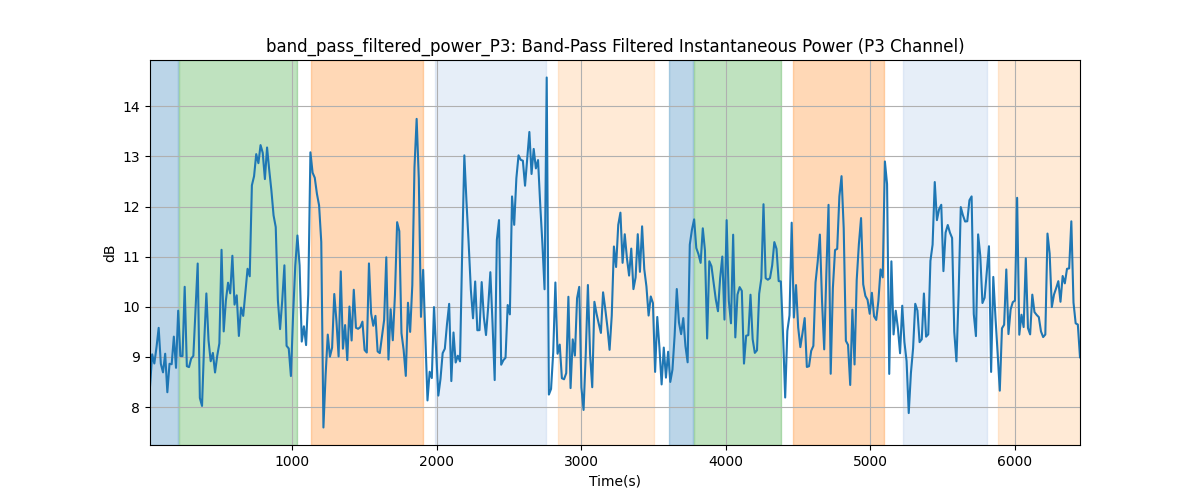 band_pass_filtered_power_P3: Band-Pass Filtered Instantaneous Power (P3 Channel)
14
13
12
11
10
9
8
dB
1000 2000 3000 4000 5000 6000
Time(s)